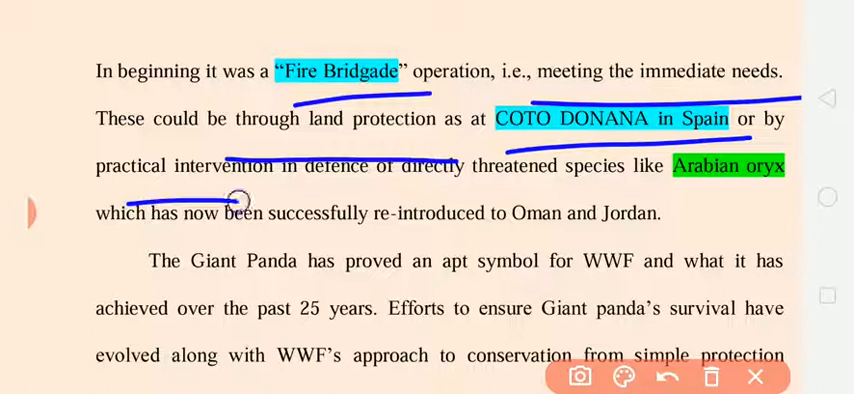 In beginning it was a “Fire Bridgade” operation, i.e., meeting the immediate needs.
These could be through land protection as at COTO DONANA in Spain or by
practical intervention in defence of directly threatened species like Arabian oryx
which has now been successfully re-introduced to Oman and Jordan.
The Giant Panda has proved an apt symbol for WWF and what it has
achieved over the past 25 years. Efforts to ensure Giant panda’s survival have
evolved along with WWF’s approach to conservation from simple protection